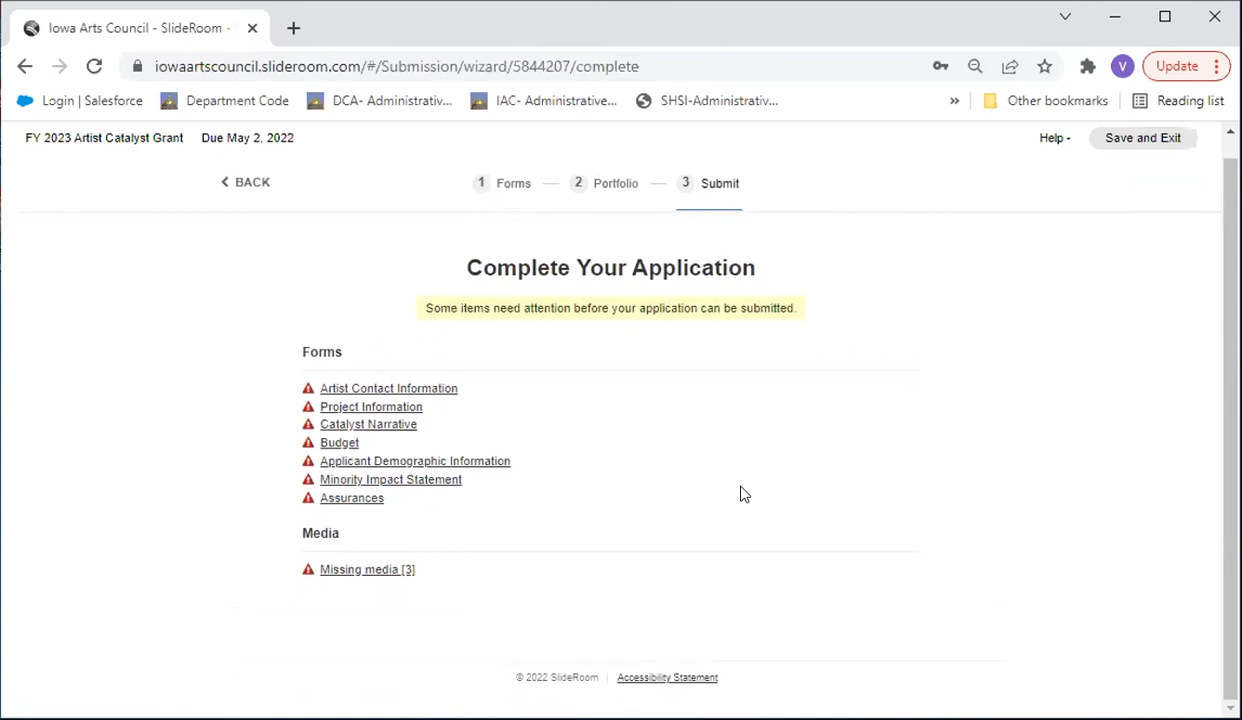 Iowa Arts Council - SlideRoom -
iowaartscouncil.slideroom.com/#/Submission/wizard/5844207/complete
V
Update
Login | Salesforce
Department Code
DCA- Administrativ...
IAC- Administrative...
SHSI-Administrativ...
»
Other bookmarks
Reading list
FY 2023 Artist Catalyst Grant
Due May 2, 2022
Help
Save and Exit
BACK
1 Forms
2 Portfolio
3 Submit
Complete Your Application
Some items need attention before your application can be submitted.
Forms
Artist Contact Information
Project Information
Catalyst Narrative
Budget
Applicant Demographic Information
Minority Impact Statement
Assurances
Media
Missing media [3]
© 2022 SlideRoom
Accessibility Statement